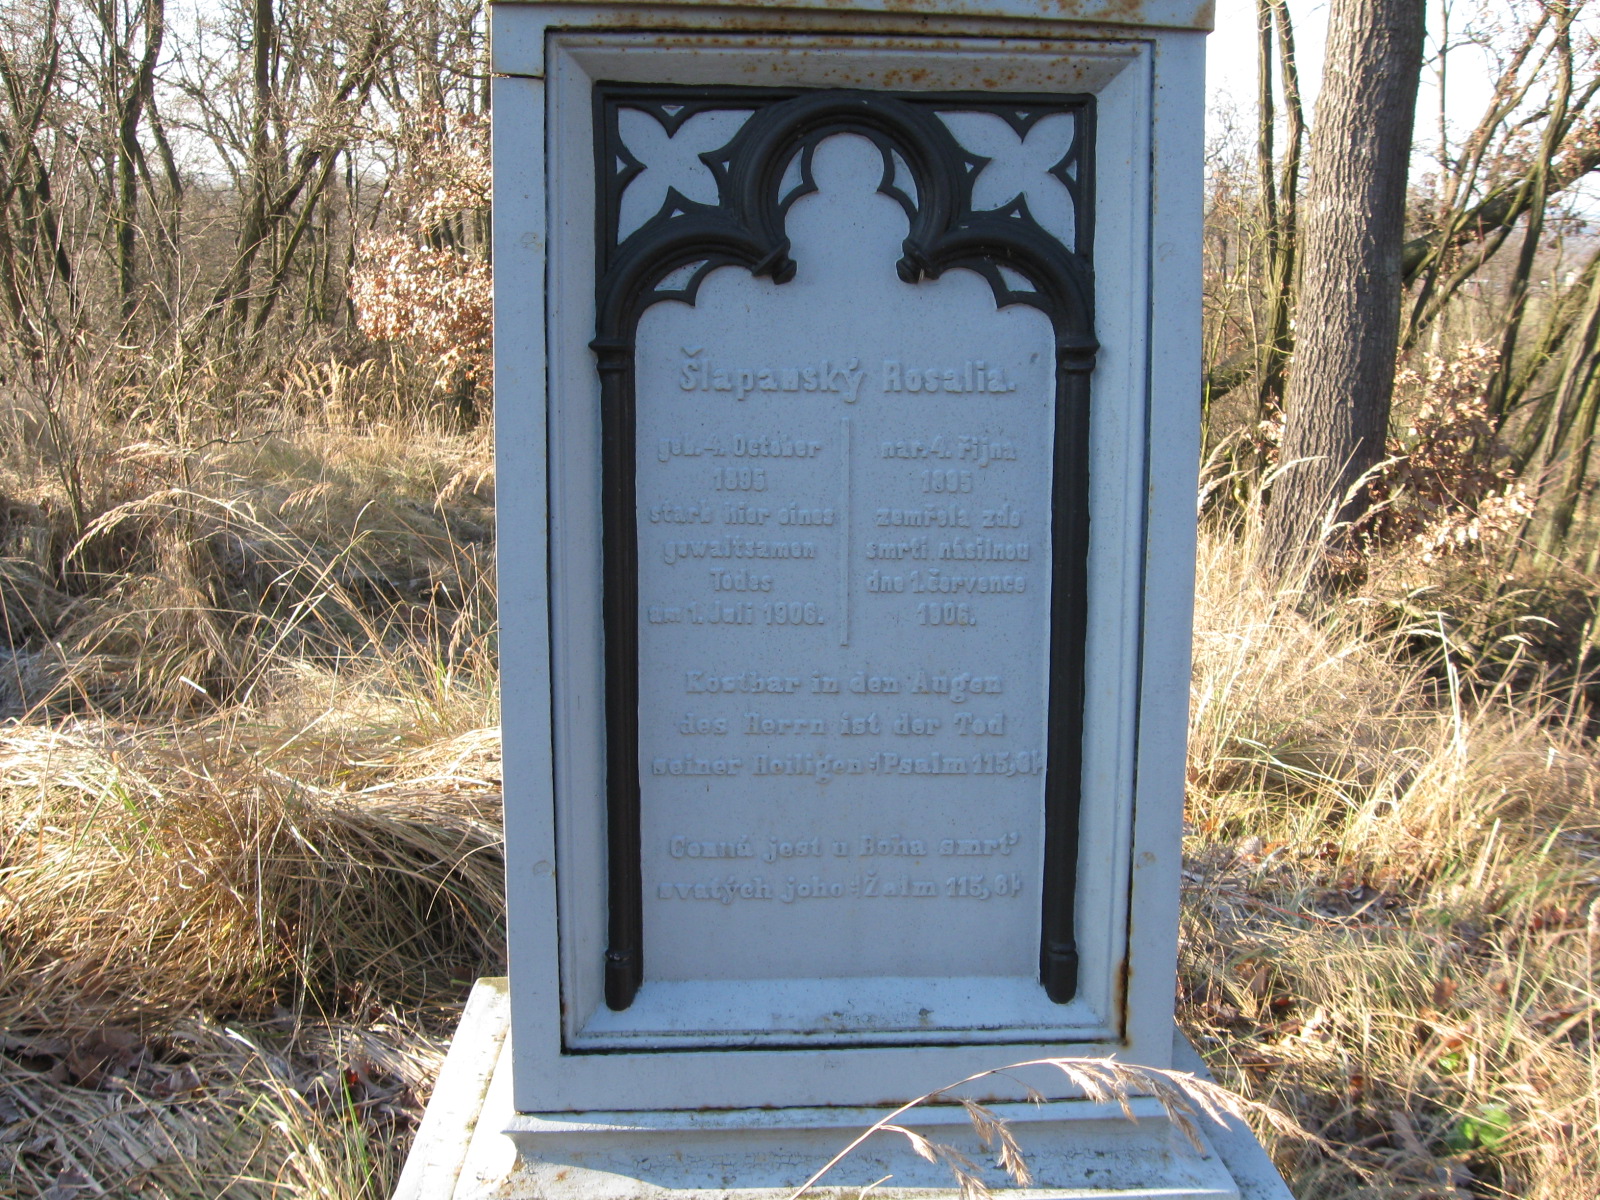 Šlapanský Rosalia.
geb. 4. October
1895
starb hier eines
gewaltsamen
Todes
am 1. Juli 1906.
nar. 4. října
1895
zemřela zde
smrtí násilnou
dne 1. července
1906.
Kostbar in den Augen
des Herrn ist der Tod
seiner Heiligen :/Psalm 115,6/:
Cenná jest u Boha smrť
svatých jeho :/Žalm 115,6/: